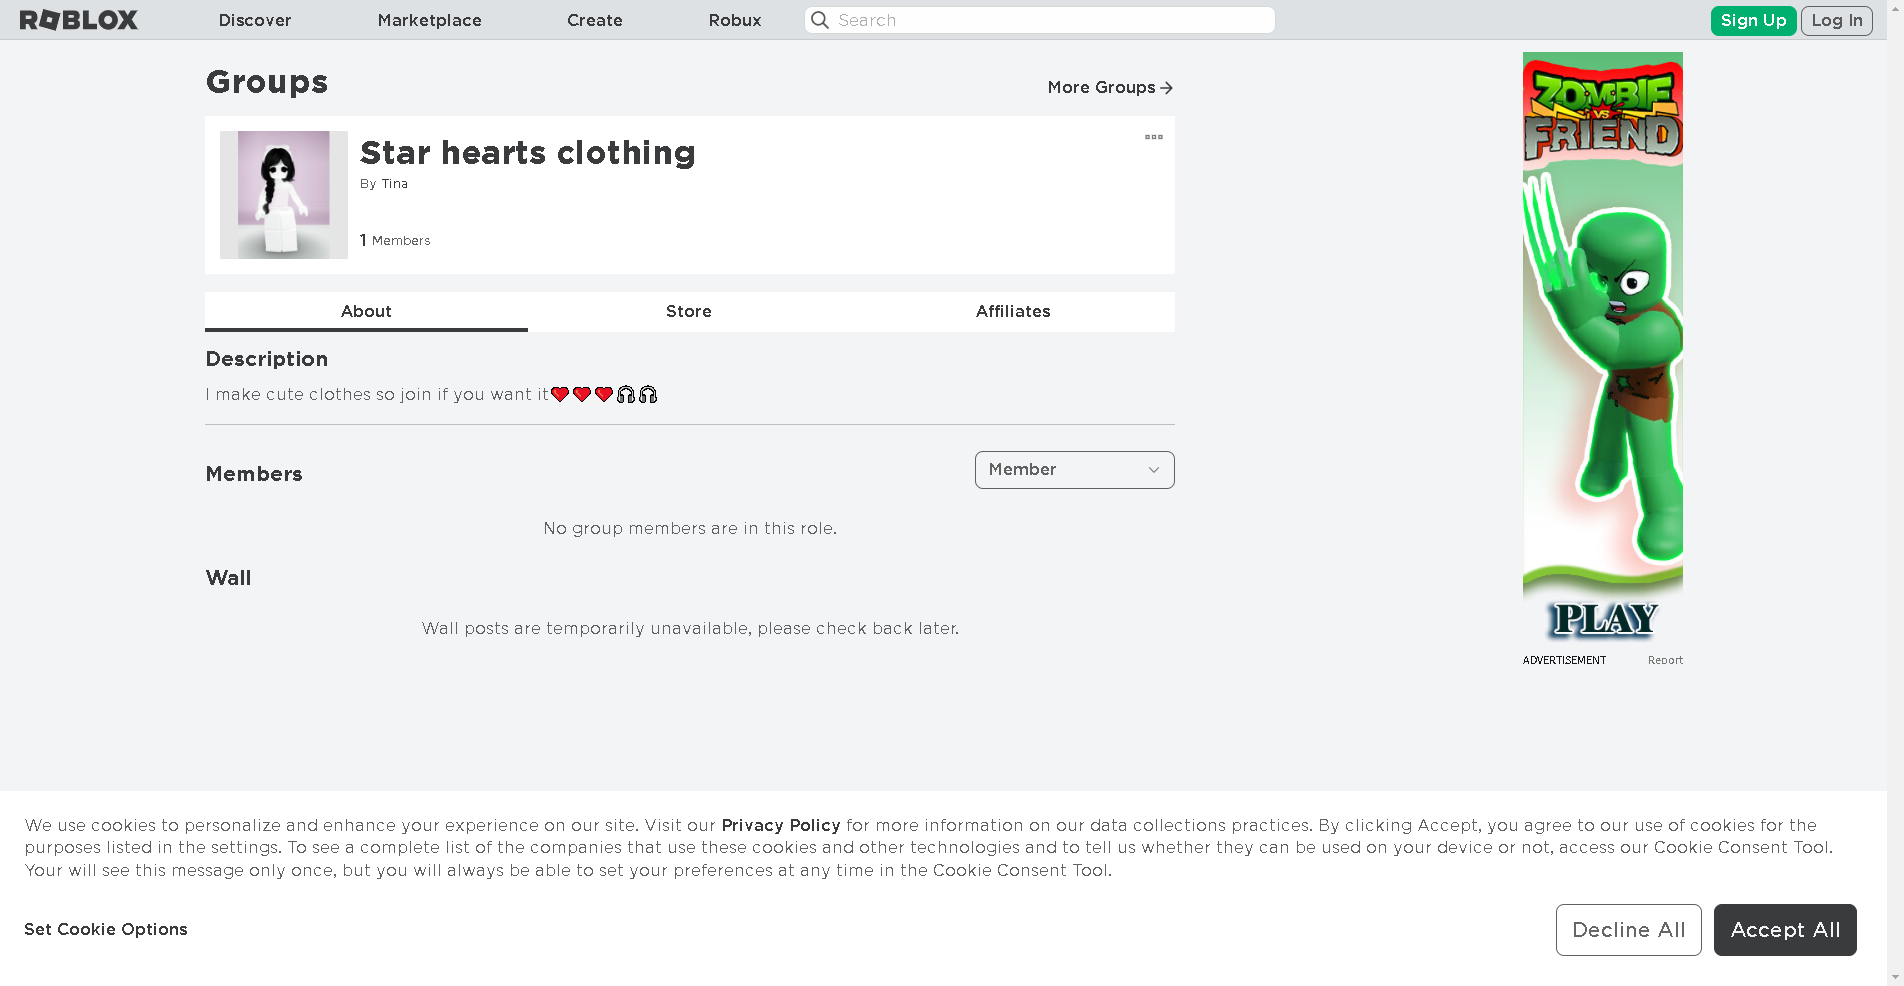 ROBLOX Discover Marketplace Create Robux Search Sign Up Log In
Groups
More Groups
Star hearts clothing
By Tina
1 Members
About Store Affiliates
Description
I make cute clothes so join if you want it❤️❤️❤️🎧🎧
Members
Member
No group members are in this role.
Wall
Wall posts are temporarily unavailable, please check back later.
ZOMBIE
VS
FRIEND
PLAY
ADVERTISEMENT Report
We use cookies to personalize and enhance your experience on our site. Visit our Privacy Policy for more information on our data collections practices. By clicking Accept, you agree to our use of cookies for the
purposes listed in the settings. To see a complete list of the companies that use these cookies and other technologies and to tell us whether they can be used on your device or not, access our Cookie Consent Tool.
Your will see this message only once, but you will always be able to set your preferences at any time in the Cookie Consent Tool.
Set Cookie Options
Decline All
Accept All